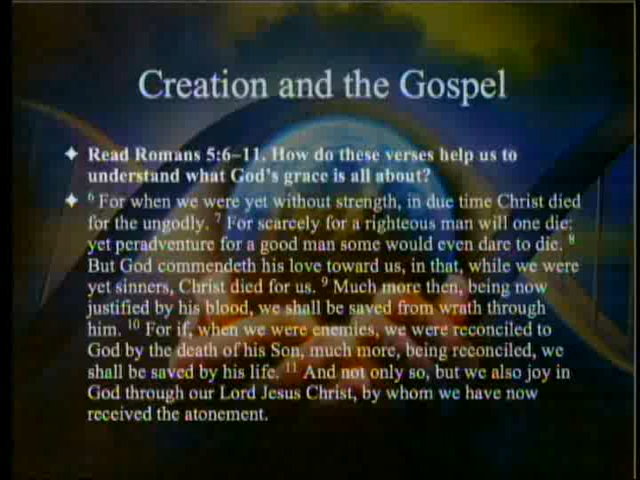 Creation and the Gospel
✦ Read Romans 5:6–11. How do these verses help us to
understand what God's grace is all about?
✦ 6 For when we were yet without strength, in due time Christ died
for the ungodly. 7 For scarcely for a righteous man will one die:
yet peradventure for a good man some would even dare to die. 8
But God commendeth his love toward us, in that, while we were
yet sinners, Christ died for us. 9 Much more then, being now
justified by his blood, we shall be saved from wrath through
him. 10 For if, when we were enemies, we were reconciled to
God by the death of his Son, much more, being reconciled, we
shall be saved by his life. 11 And not only so, but we also joy in
God through our Lord Jesus Christ, by whom we have now
received the atonement.